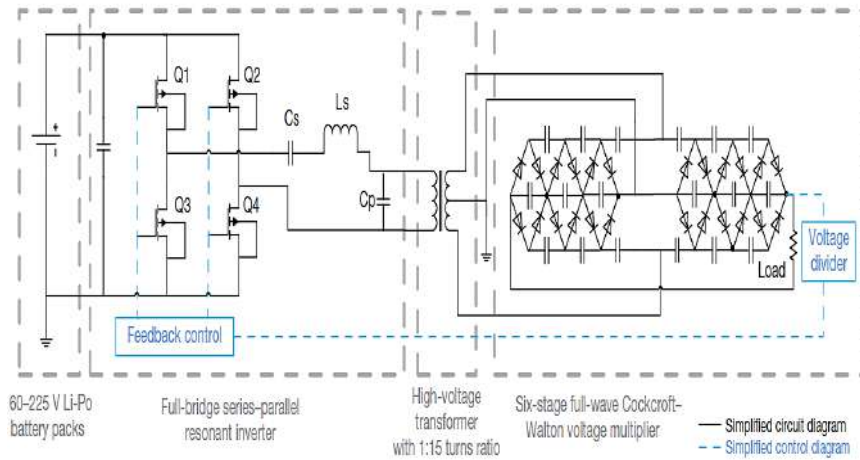 Q1
Q2
Ls
Cs
Q3
Q4
Cp
Load
Voltage
divider
Feedback control
60–225 V Li-Po
battery packs
Full-bridge series–parallel
resonant inverter
High-voltage
transformer
with 1:15 turns ratio
Six-stage full-wave Cockcroft–
Walton voltage multiplier
Simplified circuit diagram
Simplified control diagram